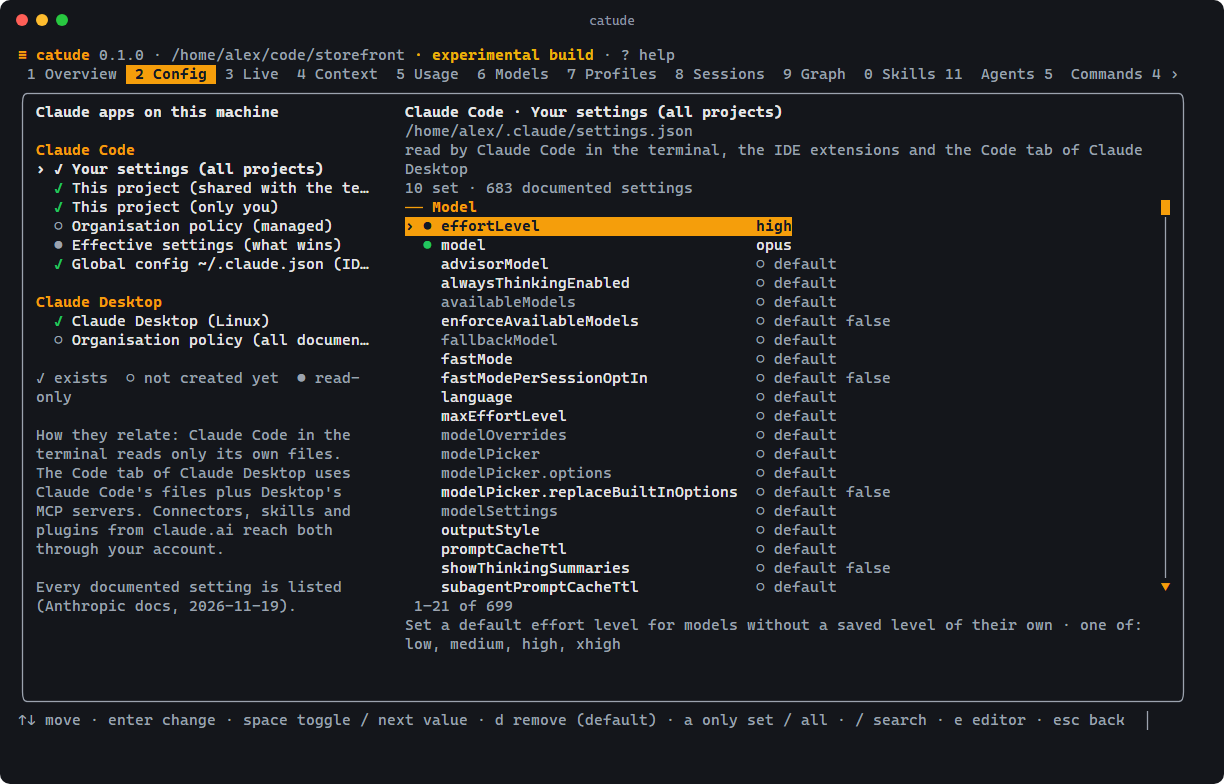 catude
≡ catude 0.1.0 · /home/alex/code/storefront · experimental build · ? help
1 Overview 2 Config 3 Live 4 Context 5 Usage 6 Models 7 Profiles 8 Sessions 9 Graph 0 Skills 11 Agents 5 Commands 4 ›
Claude apps on this machine
Claude Code
› ✓ Your settings (all projects)
✓ This project (shared with the te…
✓ This project (only you)
○ Organisation policy (managed)
● Effective settings (what wins)
✓ Global config ~/.claude.json (ID…
Claude Desktop
✓ Claude Desktop (Linux)
○ Organisation policy (all documen…
✓ exists ○ not created yet ● read-
only
How they relate: Claude Code in the
terminal reads only its own files.
The Code tab of Claude Desktop uses
Claude Code's files plus Desktop's
MCP servers. Connectors, skills and
plugins from claude.ai reach both
through your account.
Every documented setting is listed
(Anthropic docs, 2026-11-19).
Claude Code · Your settings (all projects)
/home/alex/.claude/settings.json
read by Claude Code in the terminal, the IDE extensions and the Code tab of Claude
Desktop
10 set · 683 documented settings
── Model
› ● effortLevel high
● model opus
advisorModel ○ default
alwaysThinkingEnabled ○ default
availableModels ○ default
enforceAvailableModels ○ default false
fallbackModel ○ default
fastMode ○ default
fastModePerSessionOptIn ○ default false
language ○ default
maxEffortLevel ○ default
modelOverrides ○ default
modelPicker ○ default
modelPicker.options ○ default
modelPicker.replaceBuiltInOptions ○ default false
modelSettings ○ default
outputStyle ○ default
promptCacheTtl ○ default
showThinkingSummaries ○ default false
subagentPromptCacheTtl ○ default
1–21 of 699
Set a default effort level for models without a saved level of their own · one of:
low, medium, high, xhigh
↑↓ move · enter change · space toggle / next value · d remove (default) · a only set / all · / search · e editor · esc back